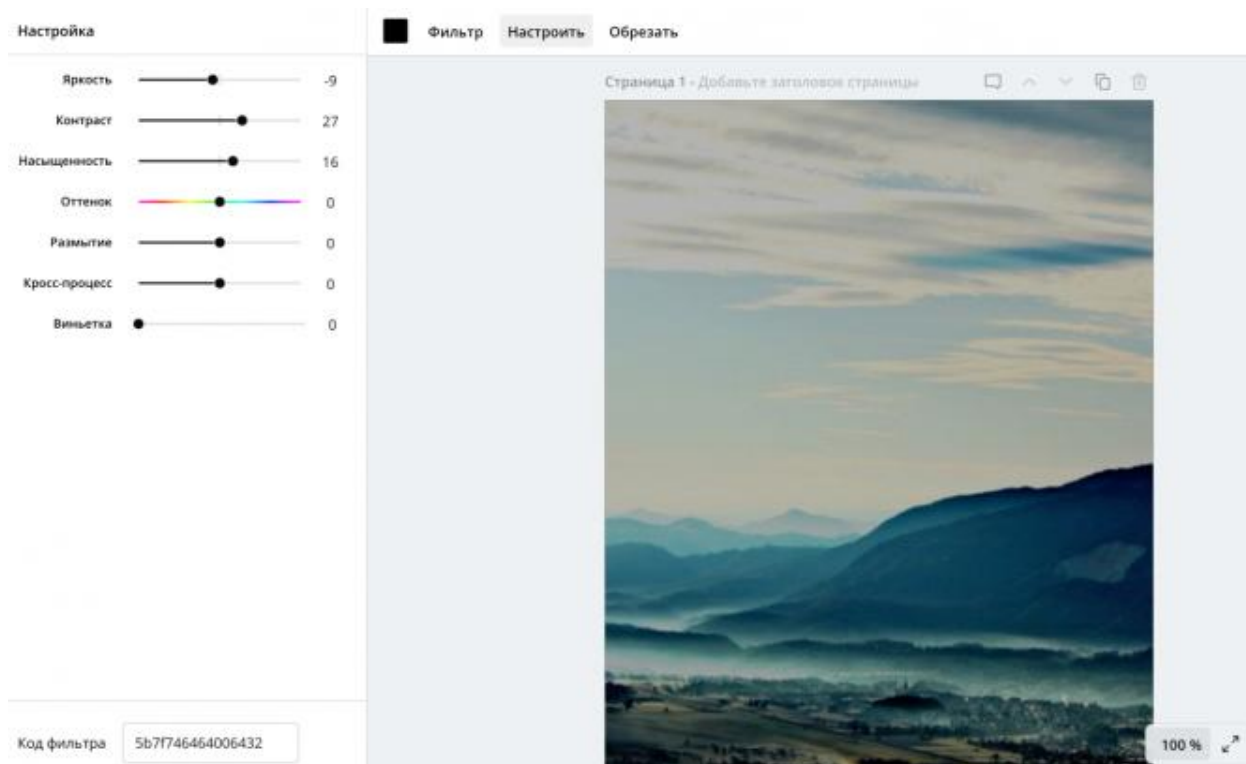 Настройка
Фильтр Настроить Обрезать
Яркость -9
Контраст 27
Насыщенность 16
Оттенок 0
Размытие 0
Кросс-процесс 0
Виньетка 0
Страница 1 - Добавьте заголовок страницы
Код фильтра 5b7f746464006432
100 %